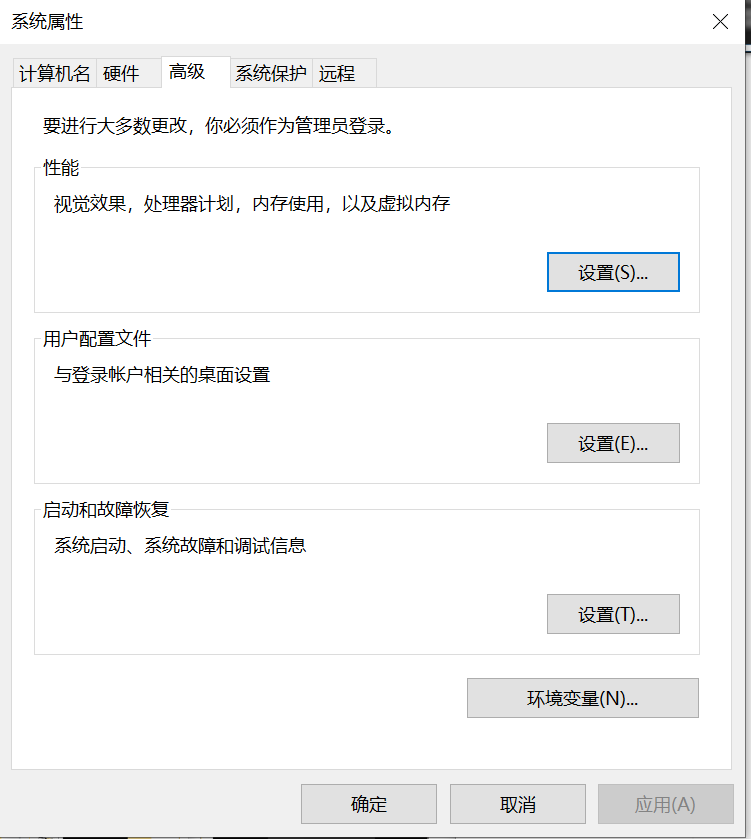 系统属性
计算机名 硬件 高级 系统保护 远程
要进行大多数更改，你必须作为管理员登录。
性能
视觉效果，处理器计划，内存使用，以及虚拟内存
设置(S)...
用户配置文件
与登录帐户相关的桌面设置
设置(E)...
启动和故障恢复
系统启动、系统故障和调试信息
设置(T)...
环境变量(N)...
确定 取消 应用(A)